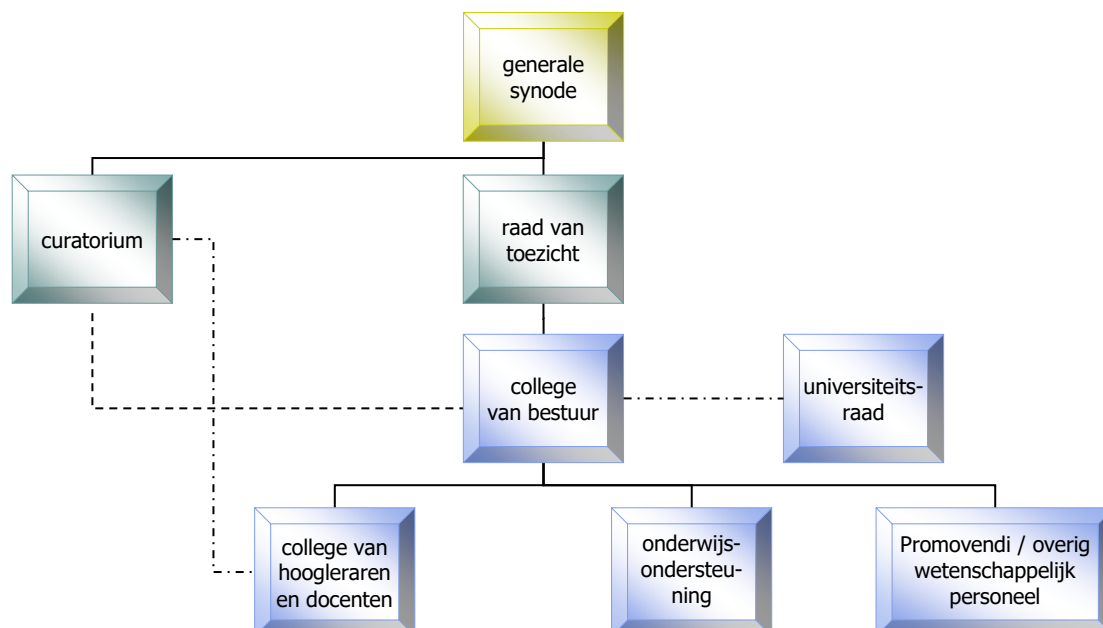 generale
synode
curatorium
raad van
toezicht
college
van bestuur
universiteits-
raad
college van
hoogleraren
en docenten
onderwijs-
ondersteu-
ning
Promovendi / overig
wetenschappelijk
personeel